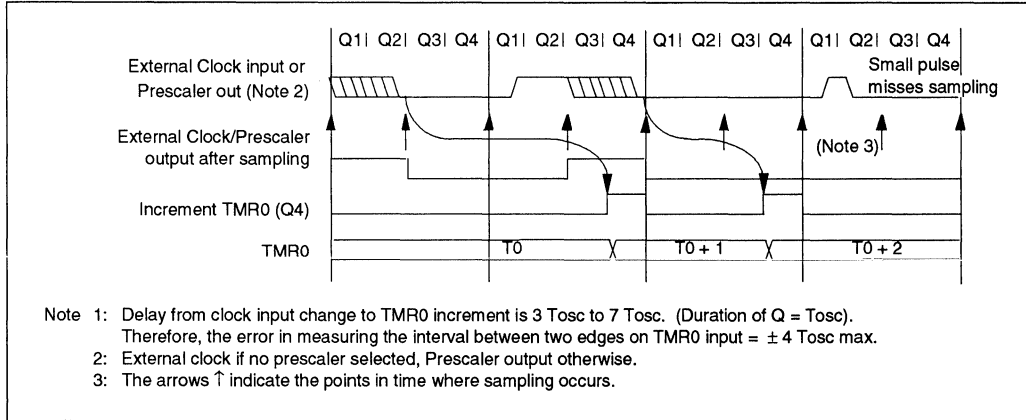 Q1| Q2| Q3| Q4 Q1| Q2| Q3| Q4 Q1| Q2| Q3| Q4 Q1| Q2| Q3| Q4
External Clock input or
Prescaler out (Note 2)
Small pulse
misses sampling
External Clock/Prescaler
output after sampling
(Note 3)
Increment TMR0 (Q4)
TMR0 T0 T0 + 1 T0 + 2
Note 1: Delay from clock input change to TMR0 increment is 3 Tosc to 7 Tosc. (Duration of Q = Tosc).
Therefore, the error in measuring the interval between two edges on TMR0 input = ± 4 Tosc max.
2: External clock if no prescaler selected, Prescaler output otherwise.
3: The arrows ↑ indicate the points in time where sampling occurs.